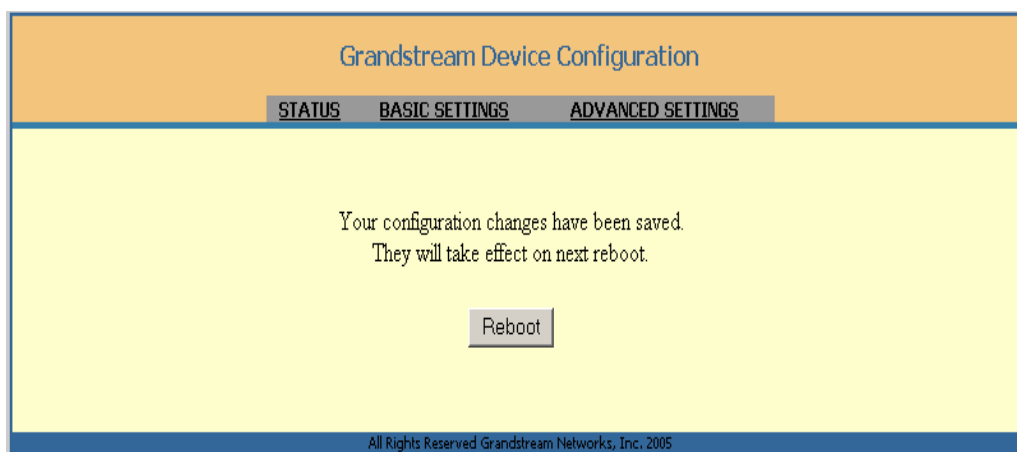 Grandstream Device Configuration
STATUS BASIC SETTINGS ADVANCED SETTINGS
Your configuration changes have been saved.
They will take effect on next reboot.
Reboot
All Rights Reserved Grandstream Networks, Inc. 2005